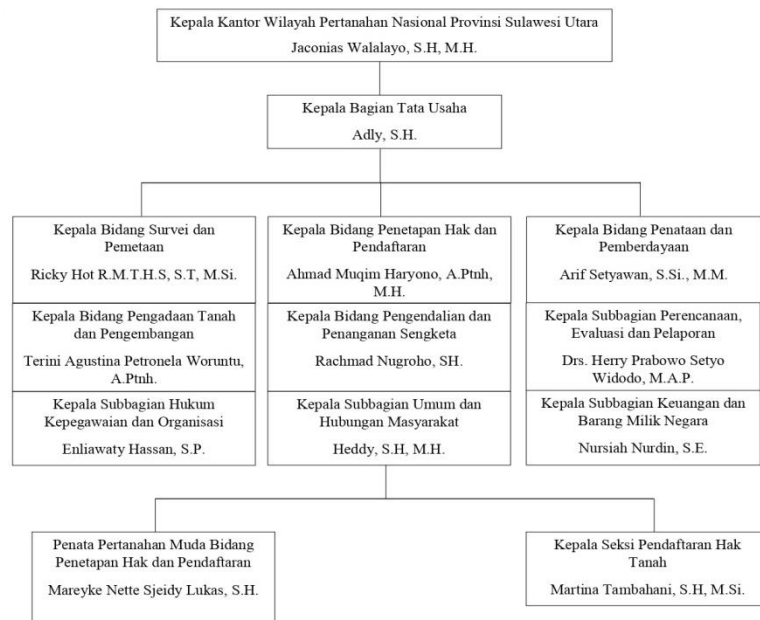 Kepala Kantor Wilayah Pertanahan Nasional Provinsi Sulawesi Utara
Jaconias Walalayo, S.H, M.H.
Kepala Bagian Tata Usaha
Adly, S.H.
Kepala Bidang Survei dan
Pemetaan
Ricky Hot R.M.T.H.S, S.T, M.Si.
Kepala Bidang Penetapan Hak dan
Pendaftaran
Ahmad Muqim Haryono, A.Ptnh,
M.H.
Kepala Bidang Penataan dan
Pemberdayaan
Arif Setyawan, S.Si., M.M.
Kepala Bidang Pengadaan Tanah
dan Pengembangan
Terini Agustina Petronela Woruntu,
A.Ptnh.
Kepala Bidang Pengendalian dan
Penanganan Sengketa
Rachmad Nugroho, SH.
Kepala Subbagian Perencanaan,
Evaluasi dan Pelaporan
Drs. Herry Prabowo Setyo
Widodo, M.A.P.
Kepala Subbagian Hukum
Kepegawaian dan Organisasi
Enliawaty Hassan, S.P.
Kepala Subbagian Umum dan
Hubungan Masyarakat
Heddy, S.H, M.H.
Kepala Subbagian Keuangan dan
Barang Milik Negara
Nursiah Nurdin, S.E.
Penata Pertanahan Muda Bidang
Penetapan Hak dan Pendaftaran
Mareyke Nette Sjeidy Lukas, S.H.
Kepala Seksi Pendaftaran Hak
Tanah
Martina Tambahani, S.H, M.Si.